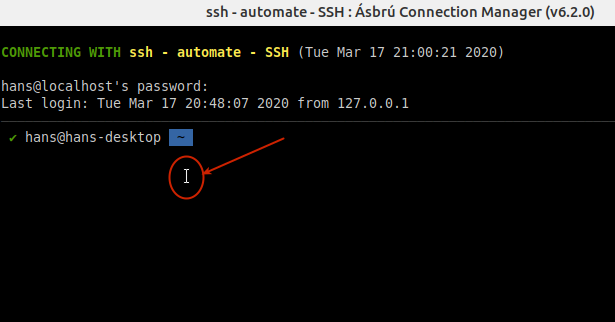 ssh - automate - SSH : Ásbrú Connection Manager (v6.2.0)
CONNECTING WITH ssh - automate - SSH (Tue Mar 17 21:00:21 2020)
hans@localhost's password:
Last login: Tue Mar 17 20:48:07 2020 from 127.0.0.1
✔ hans@hans-desktop ~